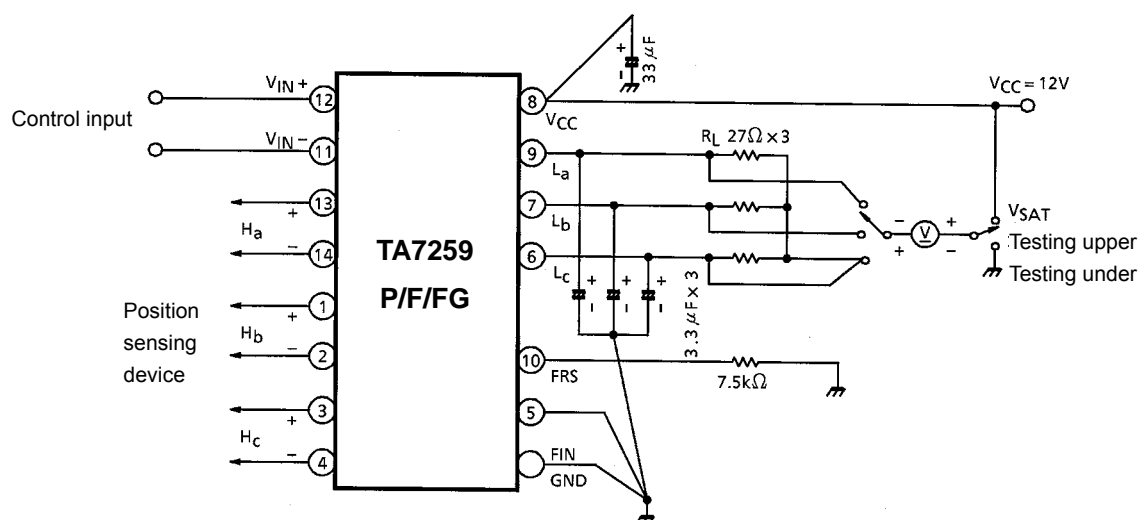 Control input
VIN+
12
VIN−
11
13
+
Ha
−
14
1
+
Position
sensing
device
Hb
−
2
3
+
Hc
−
4
TA7259
P/F/FG
8
VCC
+
−
33 μF
VCC = 12V
9
La
RL 27Ω × 3
7
Lb
6
Lc
+
−
+
−
+
−
3.3 μF × 3
−
+
V
+
−
VSAT
Testing upper
Testing under
10
FRS
7.5kΩ
5
FIN
GND